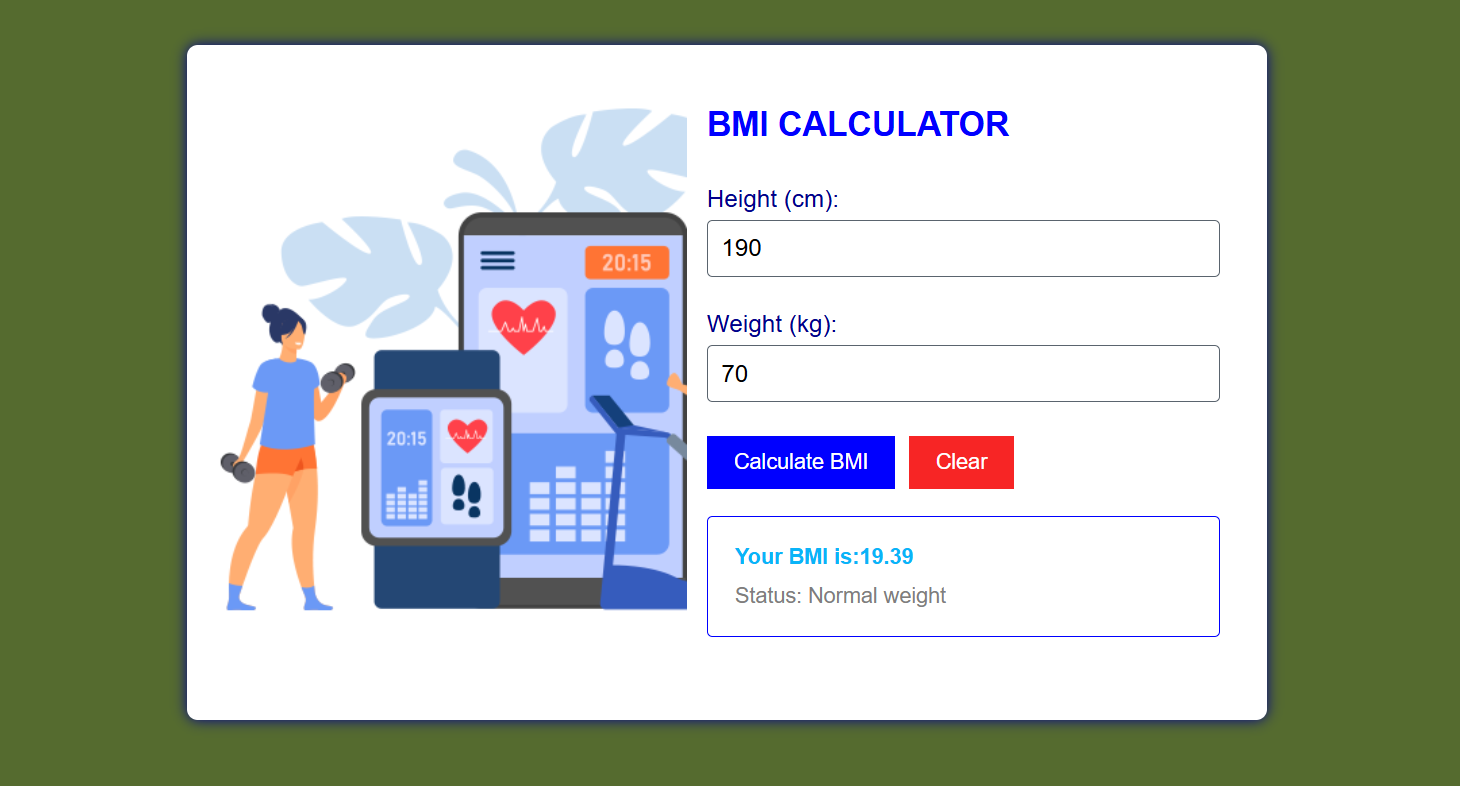 BMI CALCULATOR
Height (cm):
190
20:15
Weight (kg):
70
20:15
Calculate BMI Clear
Your BMI is:19.39
Status: Normal weight